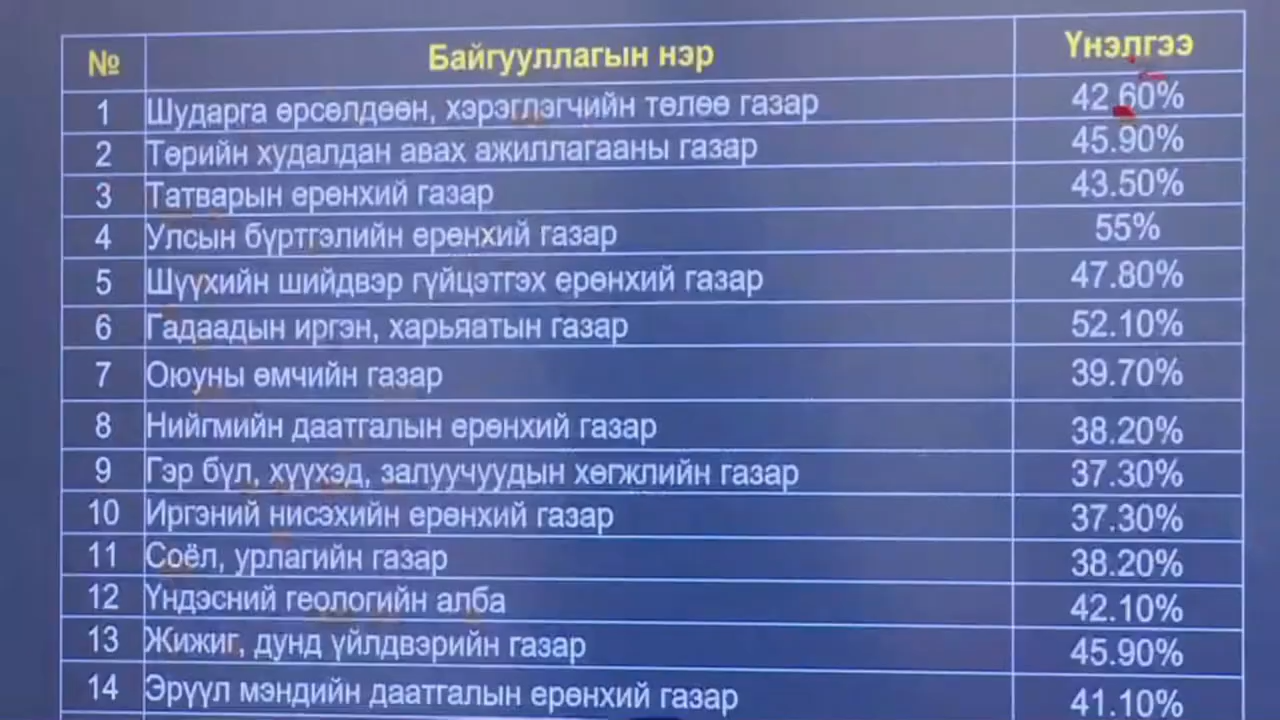 № Байгууллагын нэр Үнэлгээ
1 Шударга өрсөлдөөн, хэрэглэгчийн төлөө газар 42.60%
2 Төрийн худалдан авах ажиллагааны газар 45.90%
3 Татварын ерөнхий газар 43.50%
4 Улсын бүртгэлийн ерөнхий газар 55%
5 Шүүхийн шийдвэр гүйцэтгэх ерөнхий газар 47.80%
6 Гадаадын иргэн, харьяатын газар 52.10%
7 Оюуны өмчийн газар 39.70%
8 Нийгмийн даатгалын ерөнхий газар 38.20%
9 Гэр бүл, хүүхэд, залуучуудын хөгжлийн газар 37.30%
10 Иргэний нисэхийн ерөнхий газар 37.30%
11 Соёл, урлагийн газар 38.20%
12 Үндэсний геологийн алба 42.10%
13 Жижиг, дунд үйлдвэрийн газар 45.90%
14 Эрүүл мэндийн даатгалын ерөнхий газар 41.10%